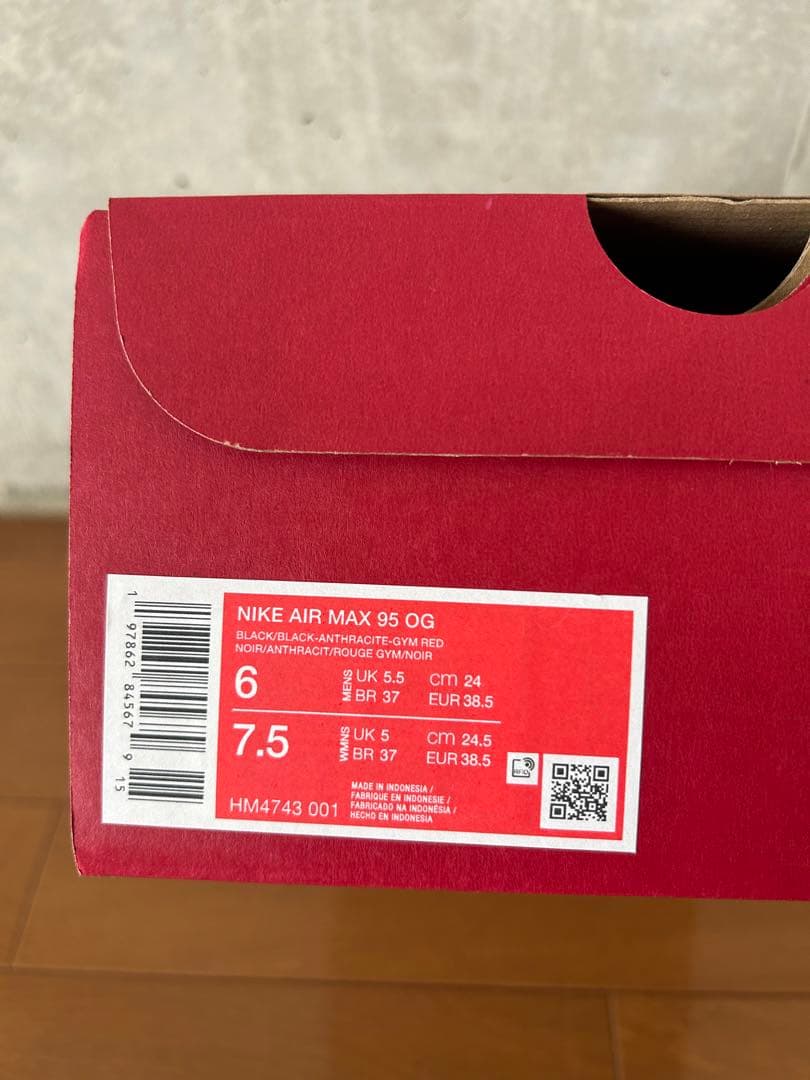 NIKE AIR MAX 95 OG
BLACK/BLACK-ANTHRACITE-GYM RED
NOIR/ANTHRACIT/ROUGE GYM/NOIR
6 MENS UK 5.5 cm 24
BR 37 EUR 38.5
7.5 WMNS UK 5 cm 24.5
BR 37 EUR 38.5
HM4743 001
MADE IN INDONESIA /
FABRIQUE EN INDONESIE /
FABRICADO NA INDONÉSIA /
HECHO EN INDONESIA
RFID
1 97862 84567 9 15